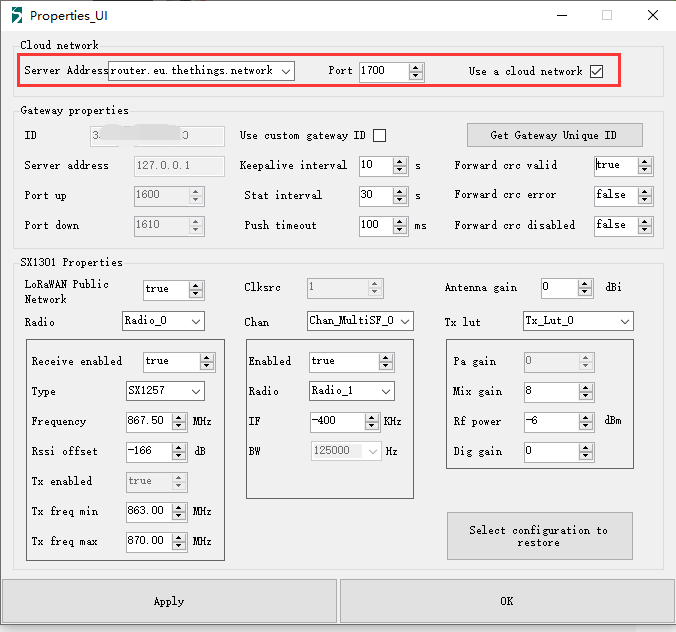 Properties_UI
Cloud network
Server Address router.eu.thethings.network Port 1700 Use a cloud network
Gateway properties
ID Use custom gateway ID Get Gateway Unique ID
Server address 127.0.0.1 Keepalive interval 10 s Forward crc valid true
Port up 1600 Stat interval 30 s Forward crc error false
Port down 1610 Push timeout 100 ms Forward crc disabled false
SX1301 Properties
LoRaWAN Public
Network true Clksrc 1 Antenna gain 0 dBi
Radio Radio_0 Chan Chan_MultiSF_0 Tx lut Tx_Lut_0
Receive enabled true Enabled true Pa gain 0
Type SX1257 Radio Radio_1 Mix gain 8
Frequency 867.50 MHz IF -400 KHz Rf power -6 dBm
Rssi offset -166 dB BW 125000 Hz Dig gain 0
Tx enabled true
Tx freq min 863.00 MHz
Tx freq max 870.00 MHz
Select configuration to
restore
Apply OK